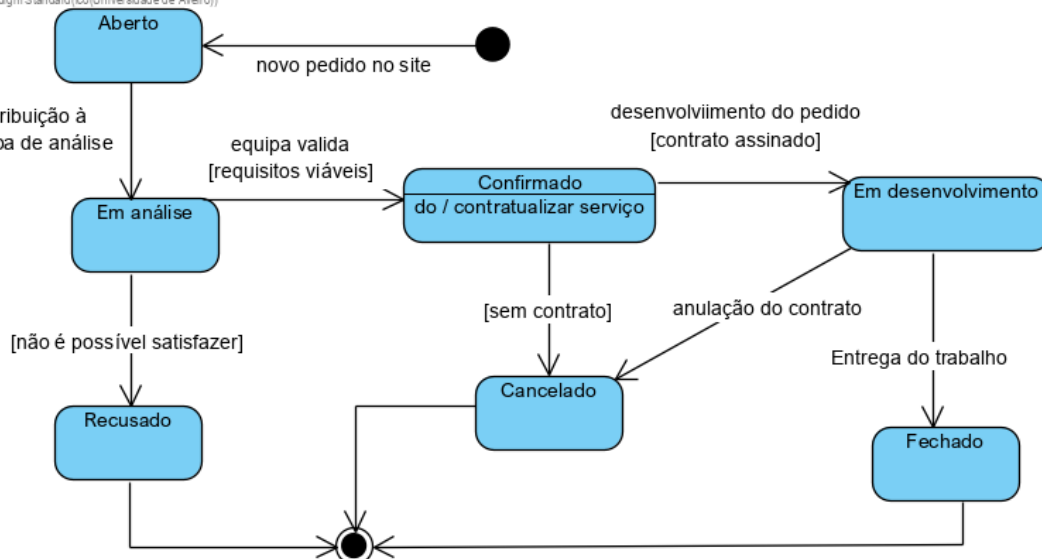 Aberto
novo pedido no site
ribuição à
de análise
desenvolviimento do pedido
[contrato assinado]
equipa valida
[requisitos viáveis]
Confirmado
do / contratualizar serviço
Em desenvolvimento
Em análise
[sem contrato]
anulação do contrato
[não é possível satisfazer]
Entrega do trabalho
Cancelado
Recusado
Fechado